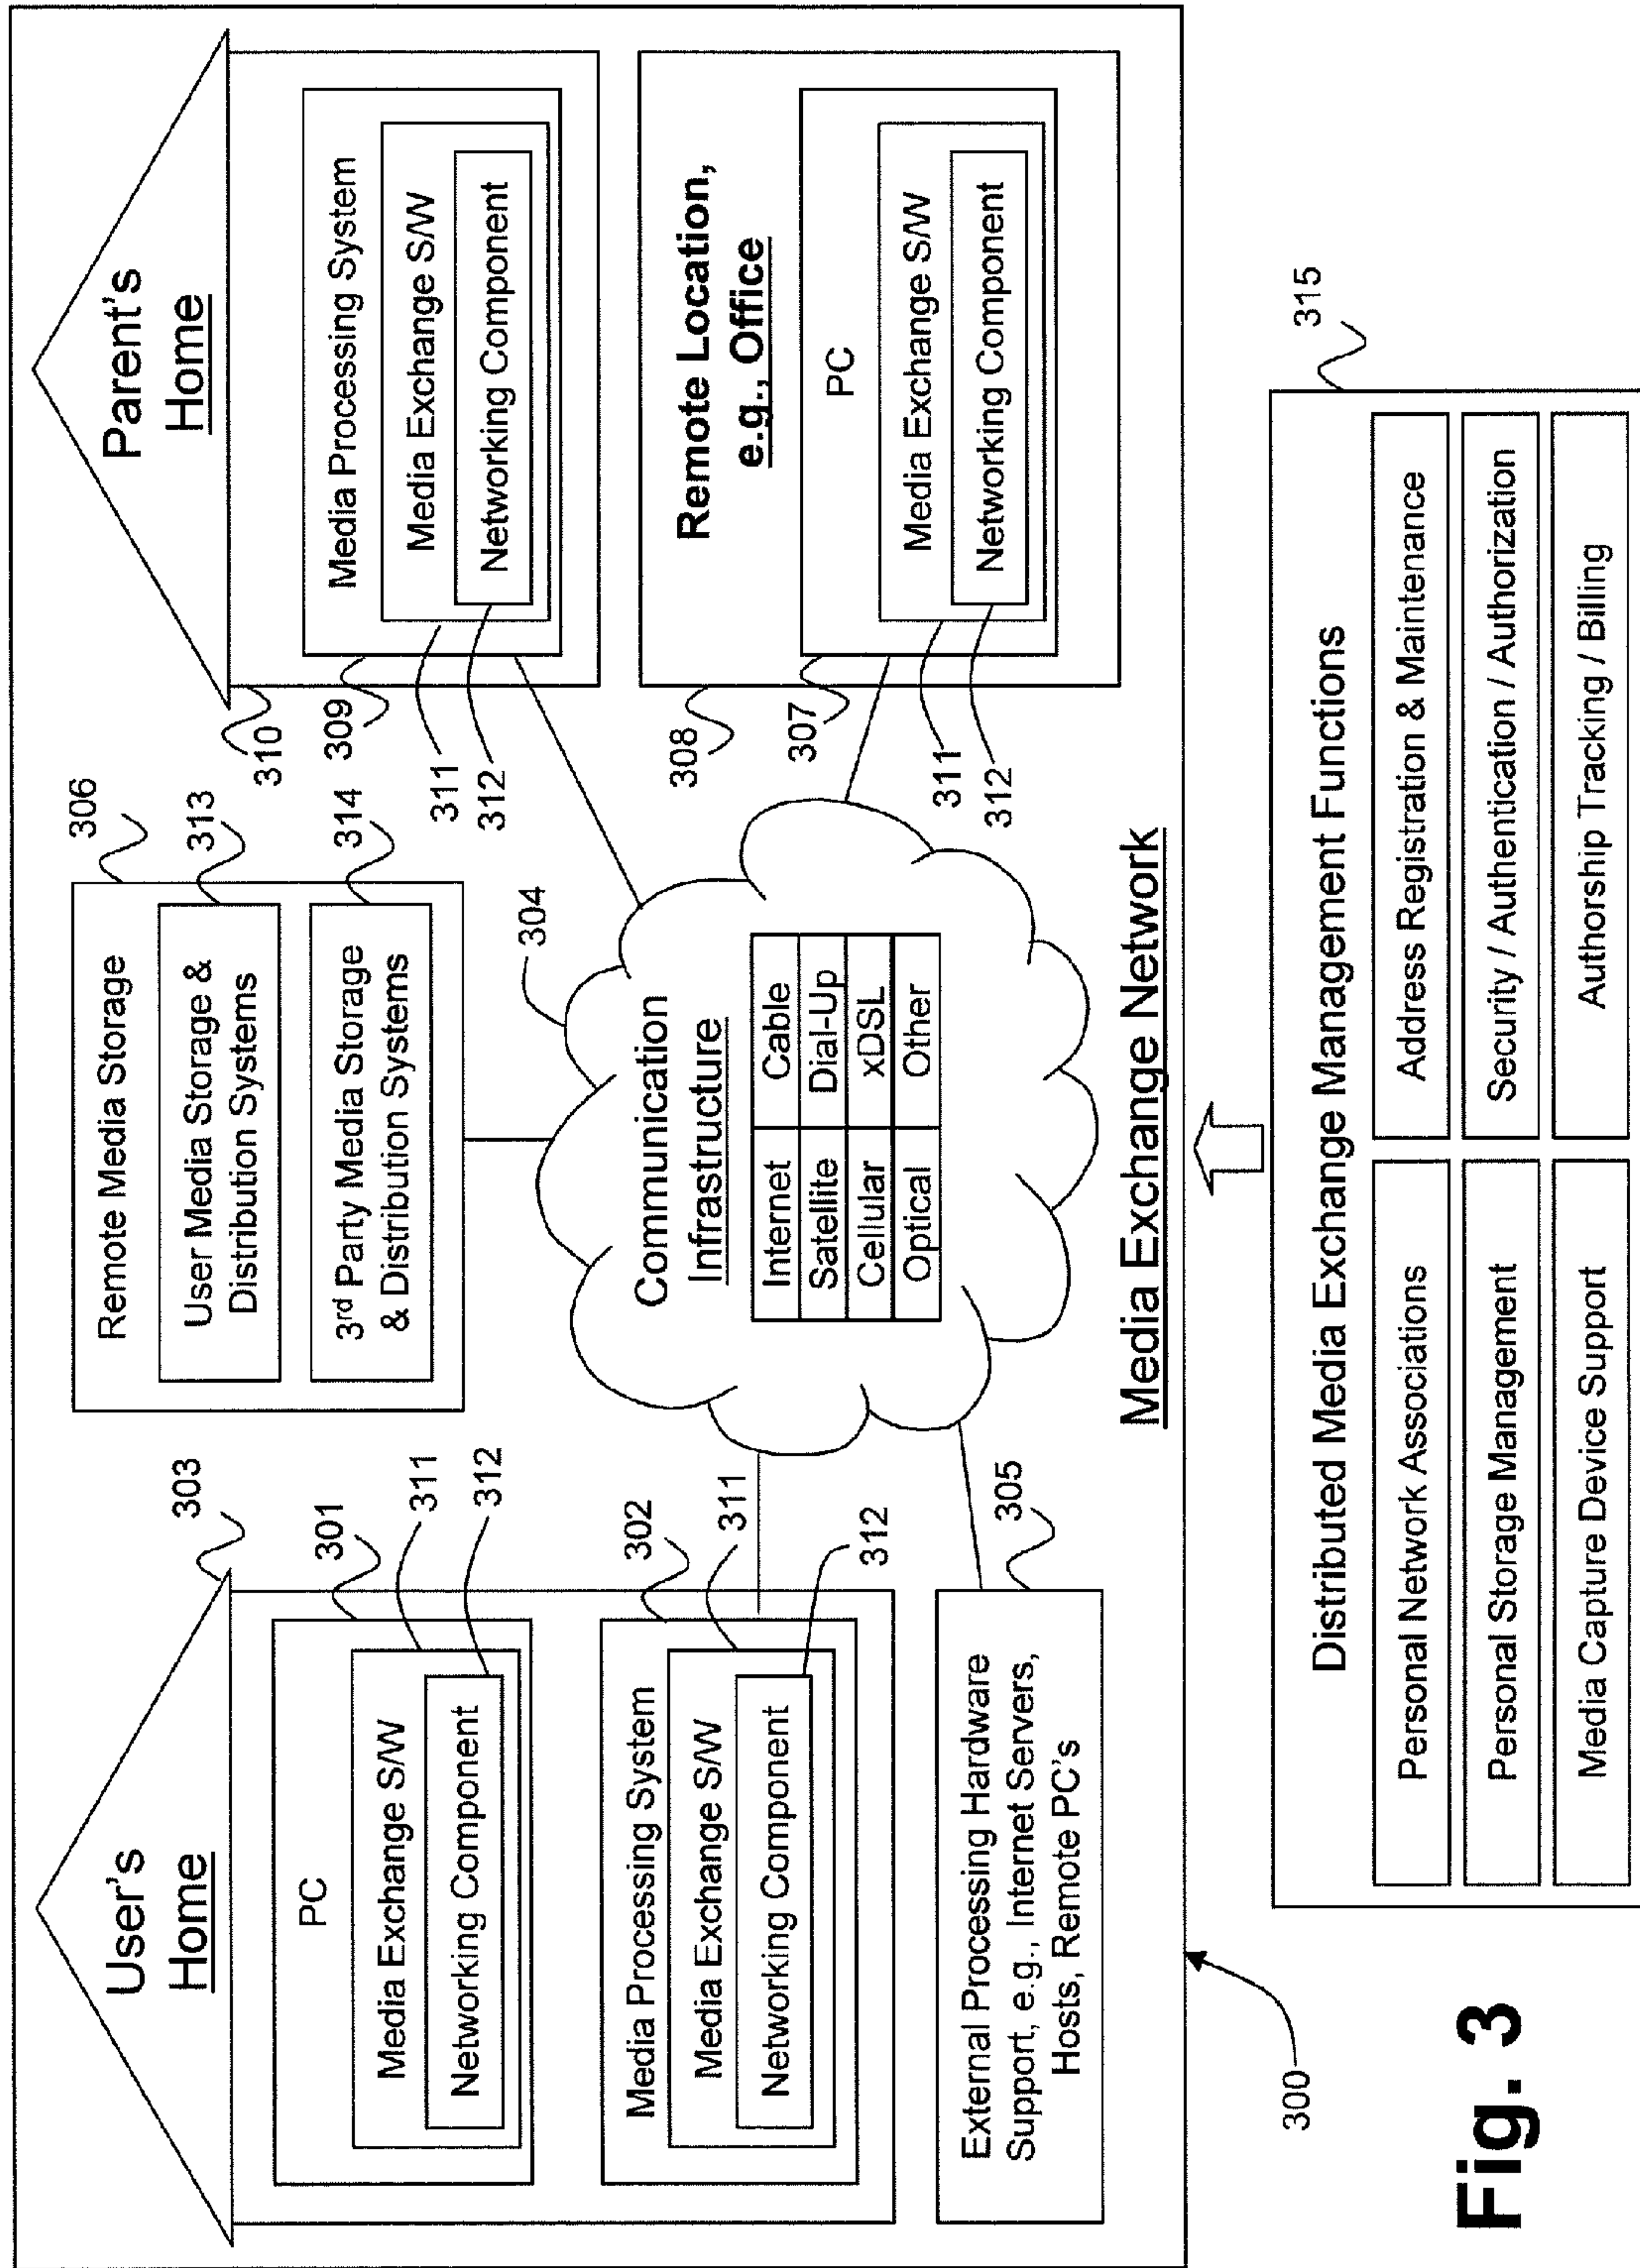 User's
Home
303
PC
301
Media Exchange S/W
311
Networking Component
312
Media Processing System
302
Media Exchange S/W
311
Networking Component
312
External Processing Hardware
Support, e.g., Internet Servers,
Hosts, Remote PC's
305
Remote Media Storage
306
User Media Storage &
Distribution Systems
313
3rd Party Media Storage
& Distribution Systems
314
304
Communication
Infrastructure
Internet Cable
Satellite Dial-Up
Cellular xDSL
Optical Other
Parent's
Home
310
Media Processing System
309
Media Exchange S/W
311
Networking Component
312
Remote Location,
e.g., Office
308
PC
307
Media Exchange S/W
311
Networking Component
312
Media Exchange Network
300
Distributed Media Exchange Management Functions
315
Personal Network Associations
Address Registration & Maintenance
Personal Storage Management
Security / Authentication / Authorization
Media Capture Device Support
Authorship Tracking / Billing
Fig. 3